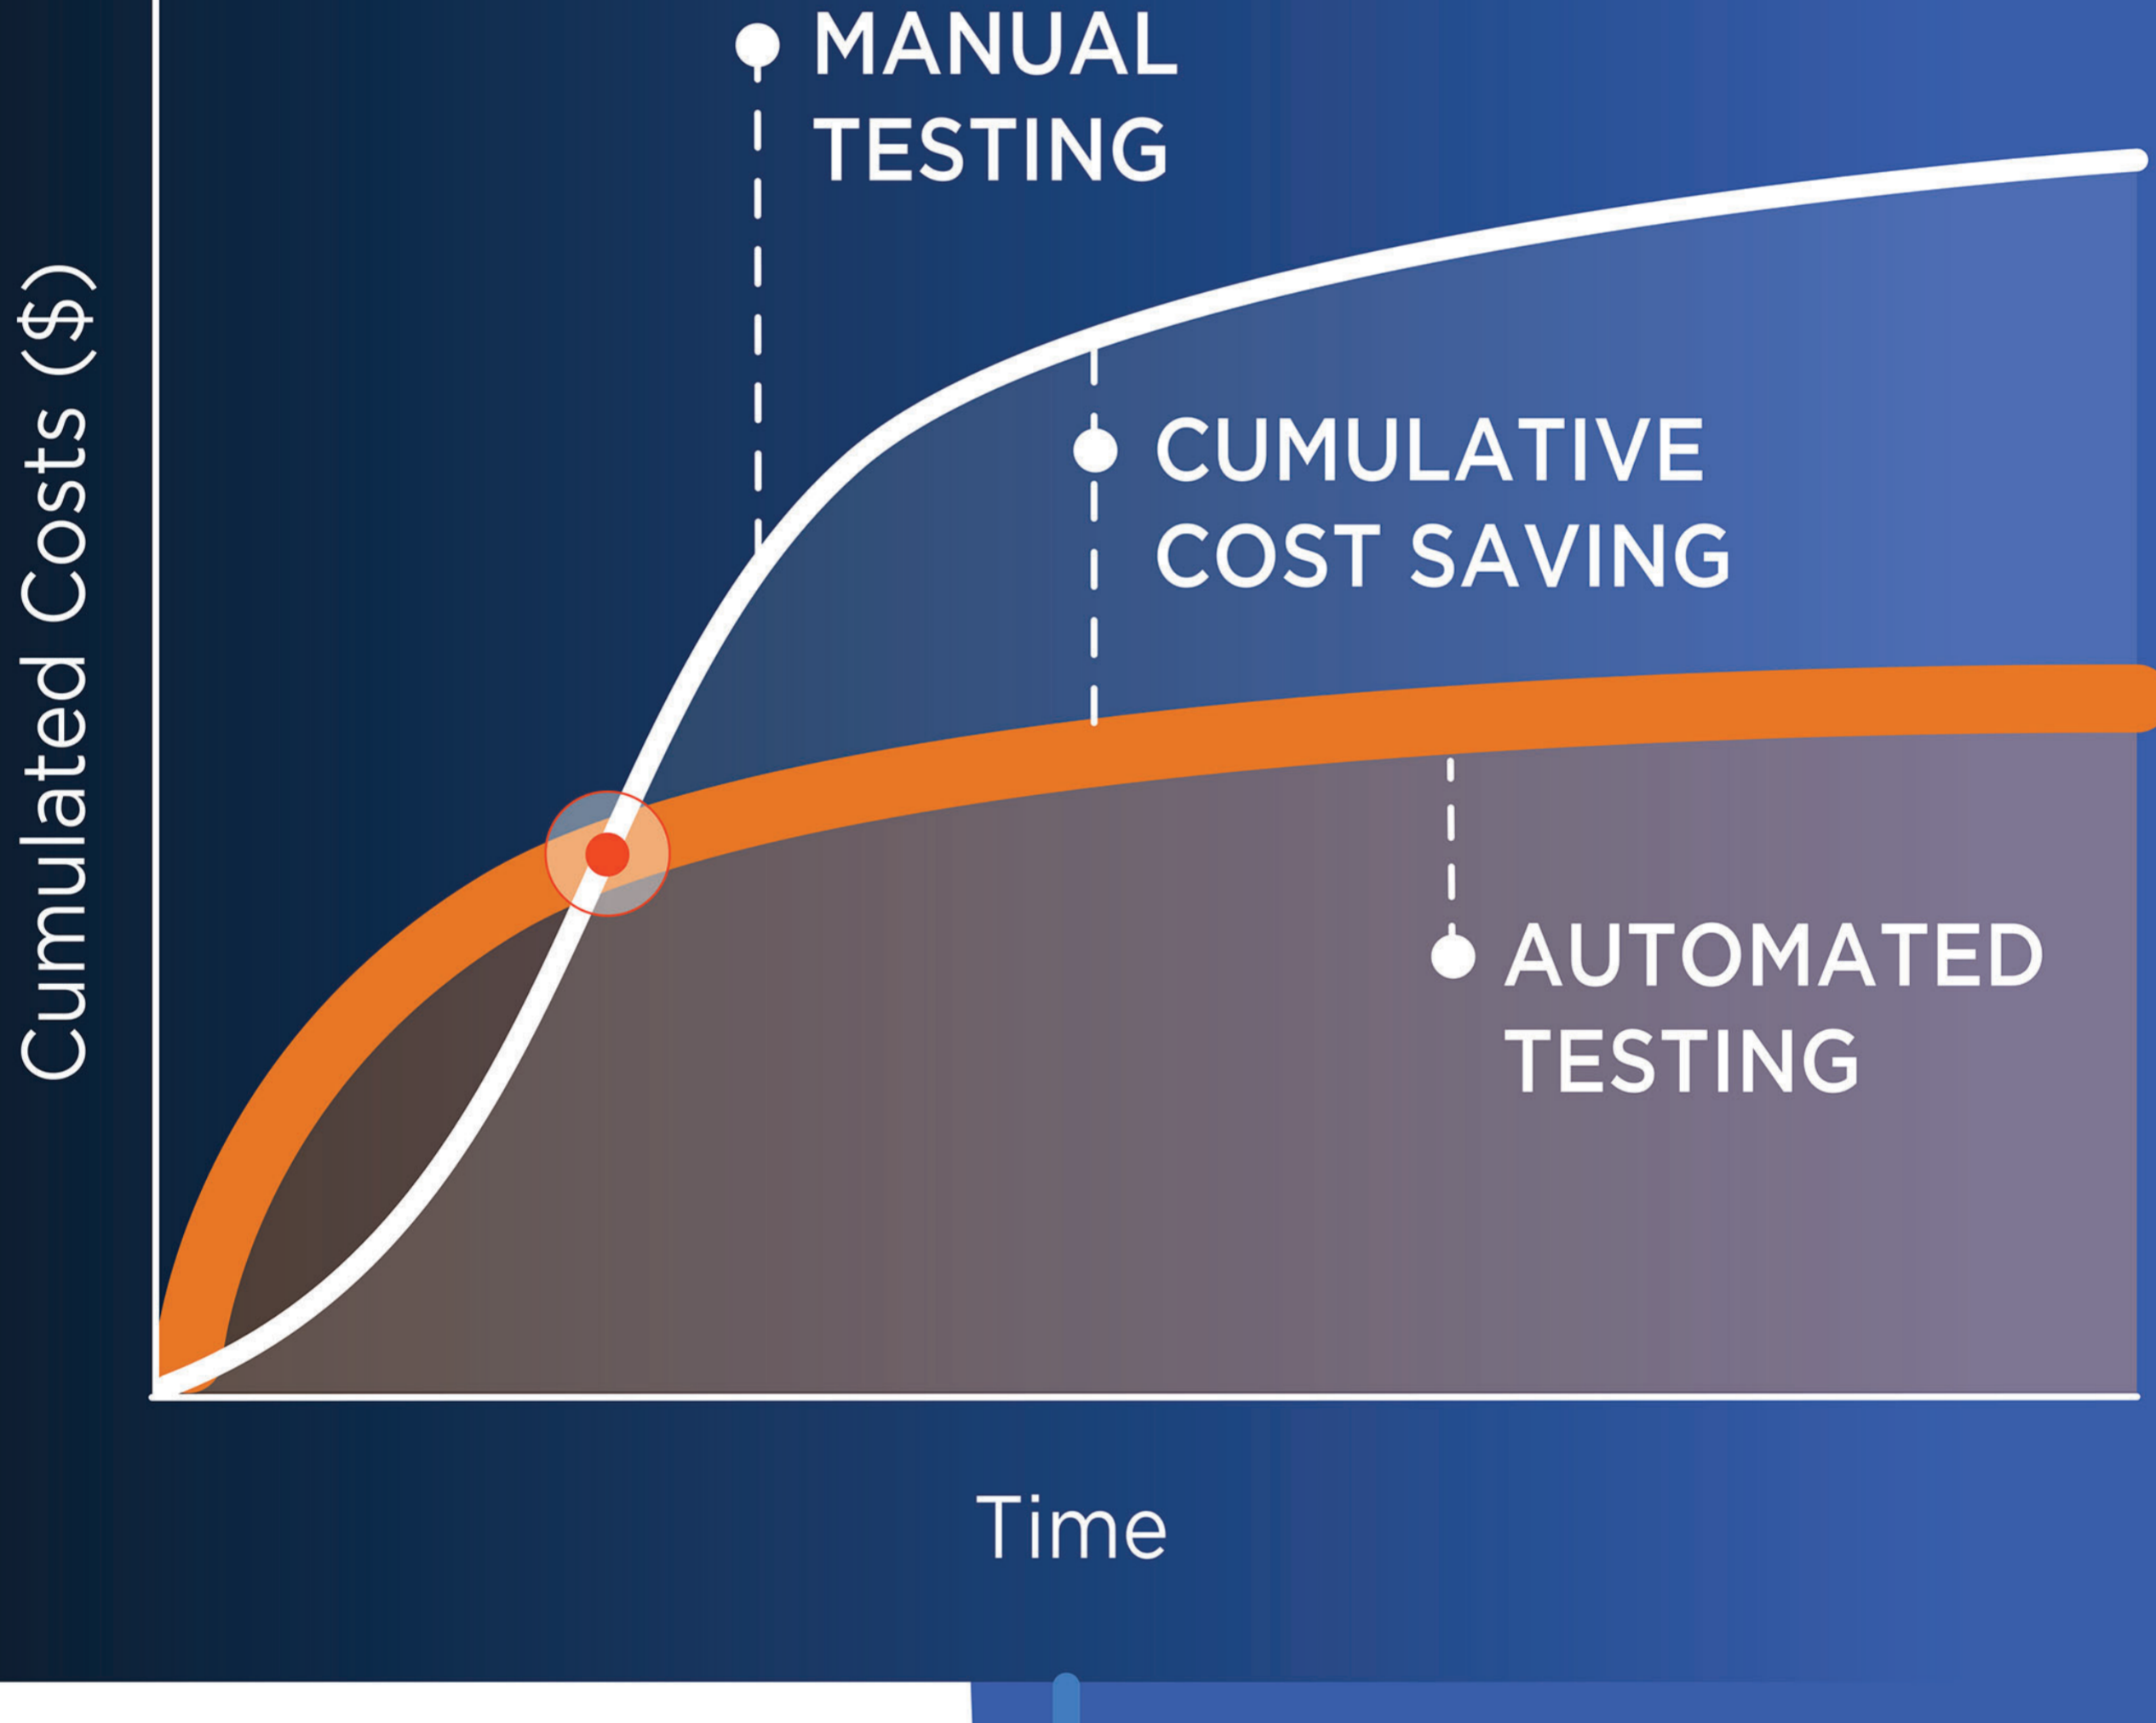 MANUAL
TESTING
Cumulated Costs ($)
CUMULATIVE
COST SAVING
AUTOMATED
TESTING
Time